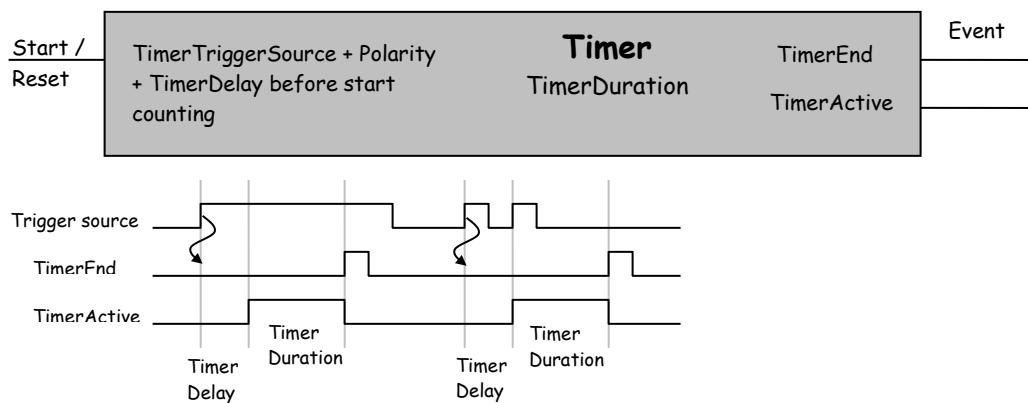 Start /
Reset
TimerTriggerSource + Polarity
+ TimerDelay before start
counting
Timer
TimerDuration
TimerEnd
TimerActive
Event
Trigger source
TimerEnd
TimerActive
Timer
Delay
Timer
Duration
Timer
Delay
Timer
Duration